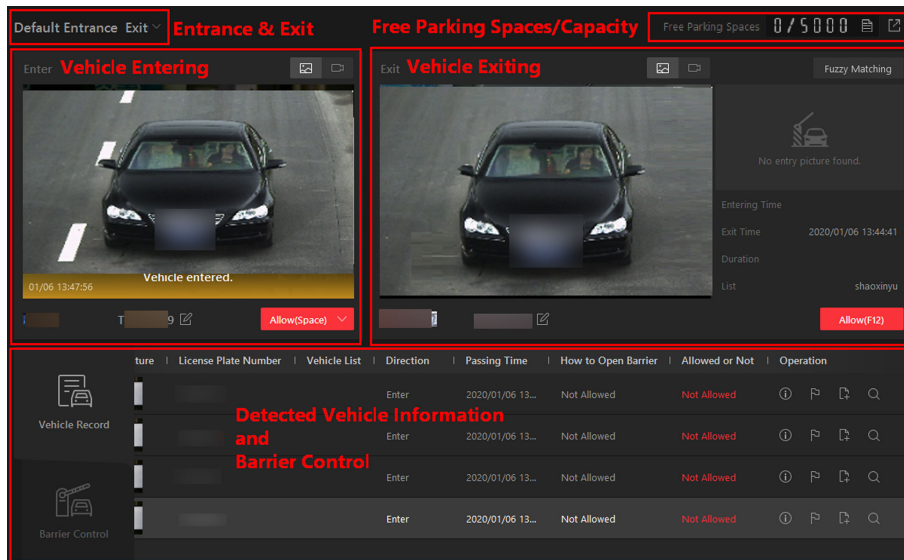 Default Entrance Exit
Entrance & Exit
Free Parking Spaces/Capacity
Free Parking Spaces 0/5000
Enter
Vehicle Entering
Exit
Vehicle Exiting
Fuzzy Matching
No entry picture found.
Entering Time
Exit Time 2020/01/06 13:44:41
Duration
List shaoxinyu
Vehicle entered.
01/06 13:47:56
T 9
Allow(Space)
Allow(F12)
ture License Plate Number Vehicle List Direction Passing Time How to Open Barrier Allowed or Not Operation
Vehicle Record
Enter 2020/01/06 13... Not Allowed Not Allowed
Detected Vehicle Information
and
Barrier Control
Enter 2020/01/06 13... Not Allowed Not Allowed
Enter 2020/01/06 13... Not Allowed Not Allowed
Enter 2020/01/06 13... Not Allowed Not Allowed
Barrier Control